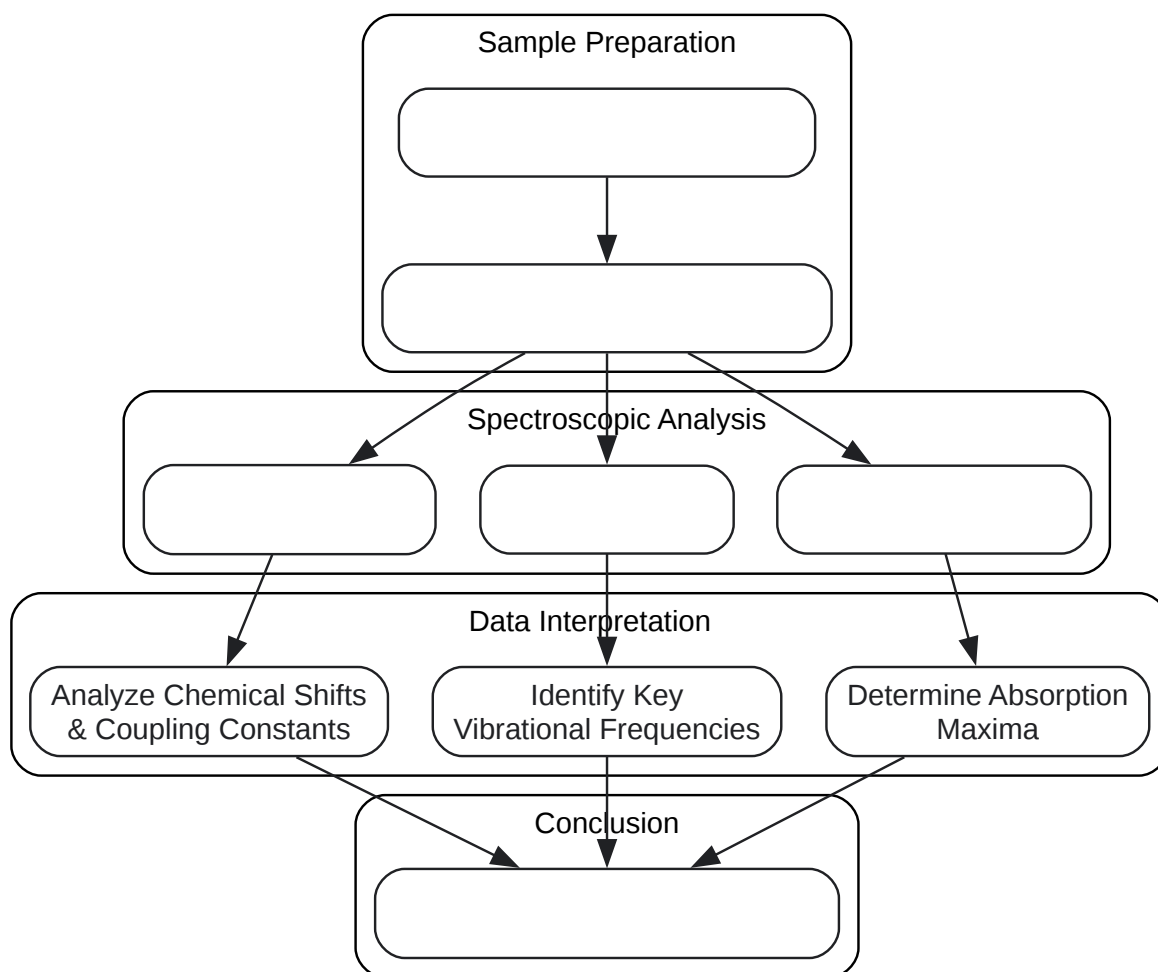 Sample Preparation
Spectroscopic Analysis
Data Interpretation
Analyze Chemical Shifts
& Coupling Constants
Identify Key
Vibrational Frequencies
Determine Absorption
Maxima
Conclusion